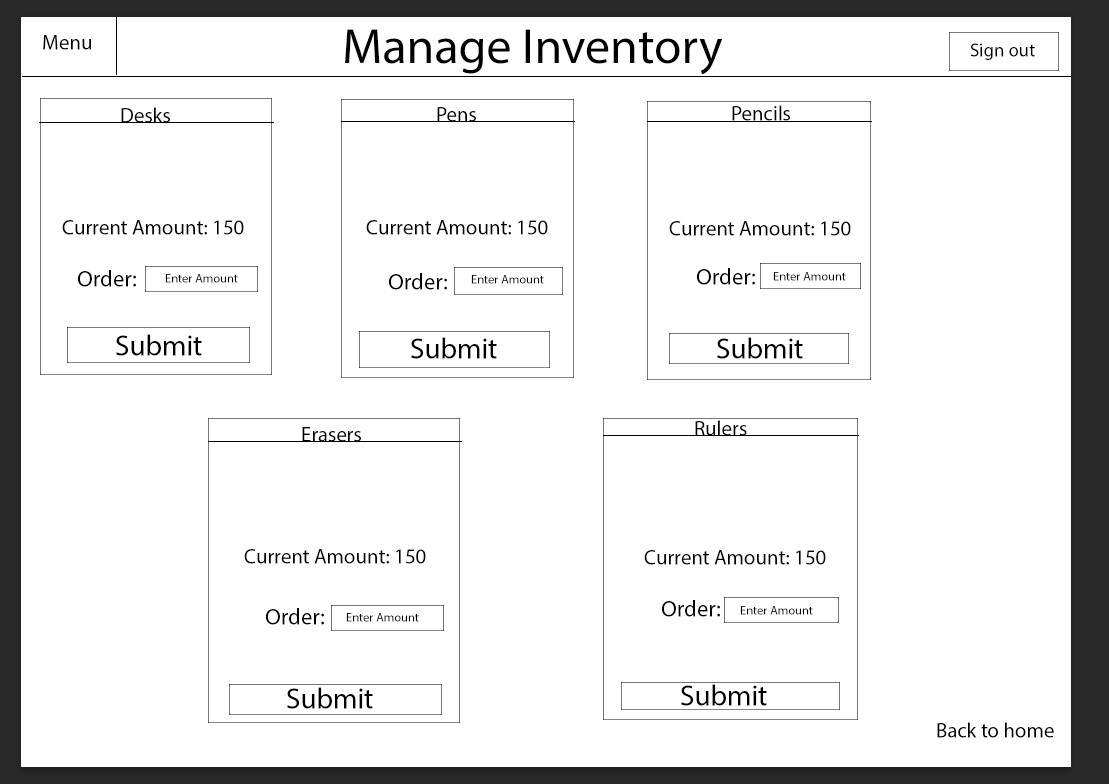 Menu
Manage Inventory
Sign out
Desks
Current Amount: 150
Order: Enter Amount
Submit
Pens
Current Amount: 150
Order: Enter Amount
Submit
Pencils
Current Amount: 150
Order: Enter Amount
Submit
Erasers
Current Amount: 150
Order: Enter Amount
Submit
Rulers
Current Amount: 150
Order: Enter Amount
Submit
Back to home